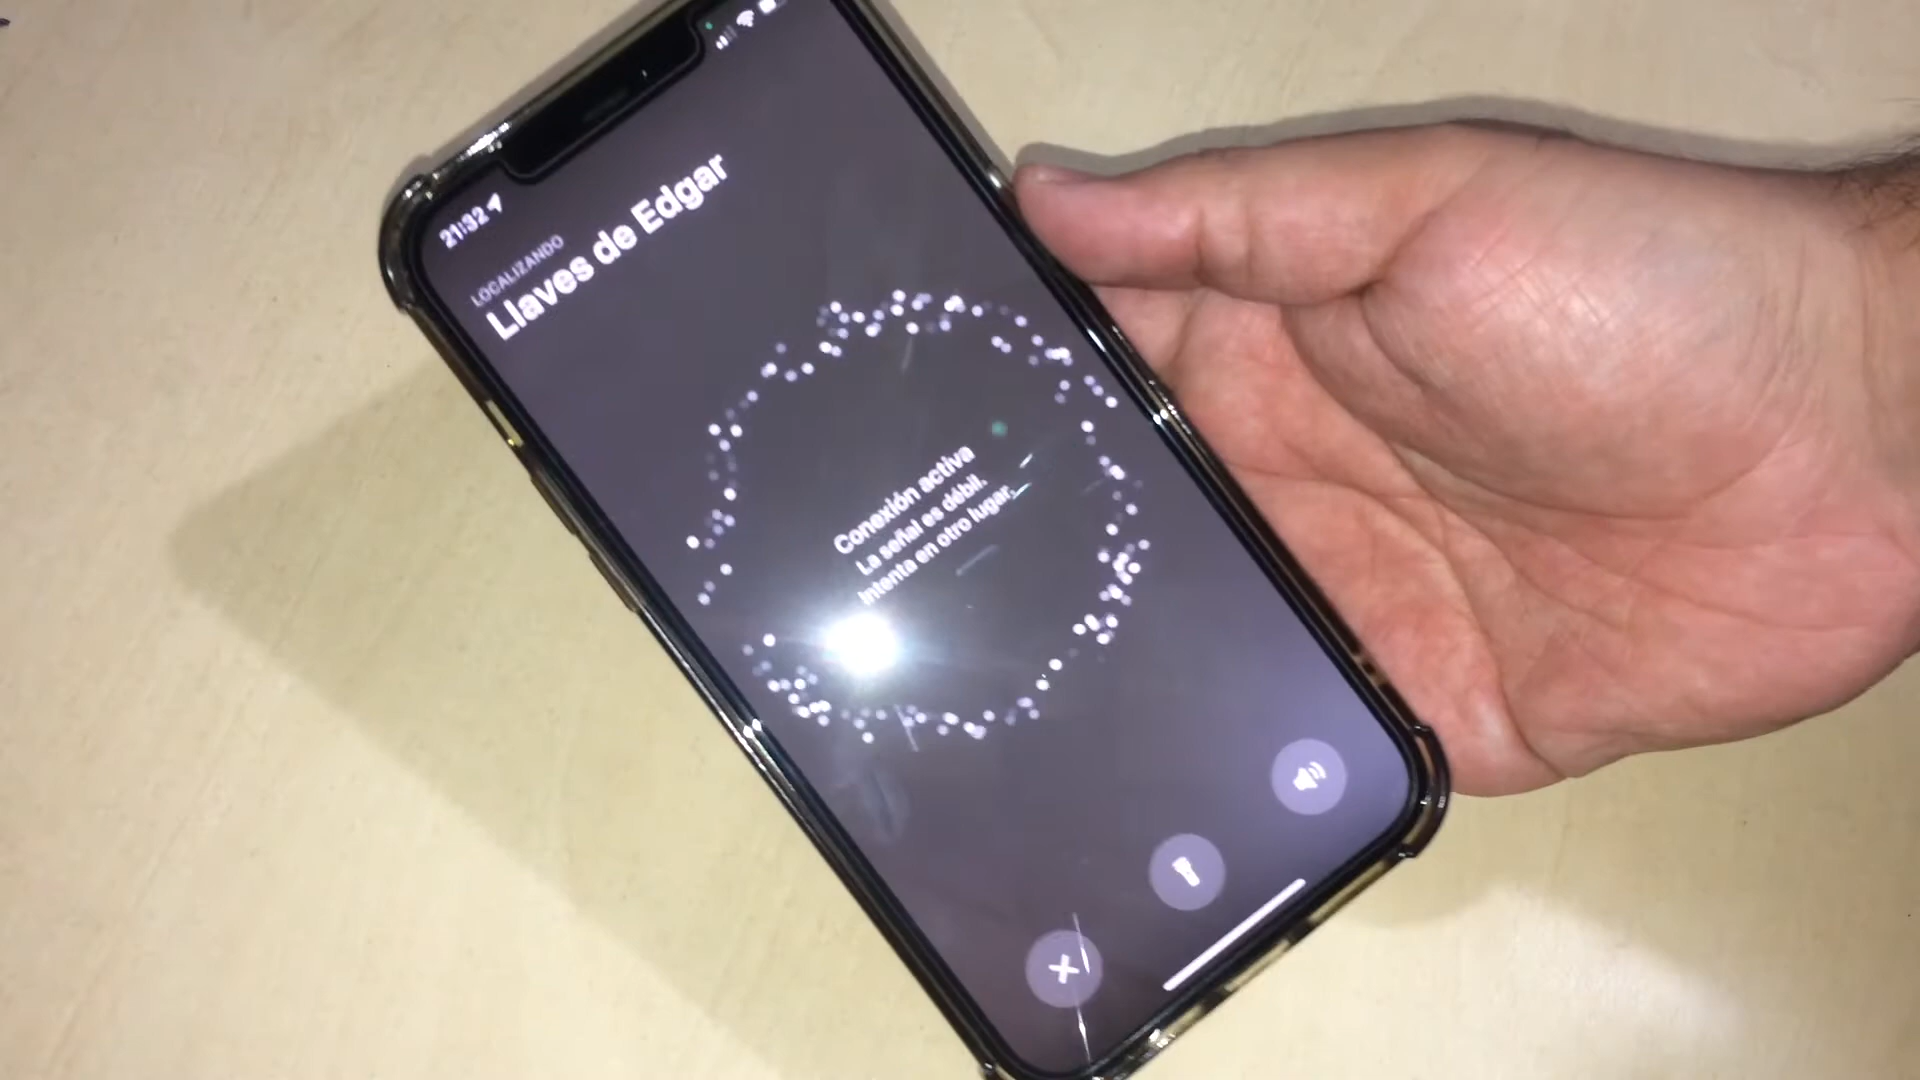 21:32
LOCALIZANDO
Llaves de Edgar
Conexión activa
La señal es débil.
Intenta en otro lugar.